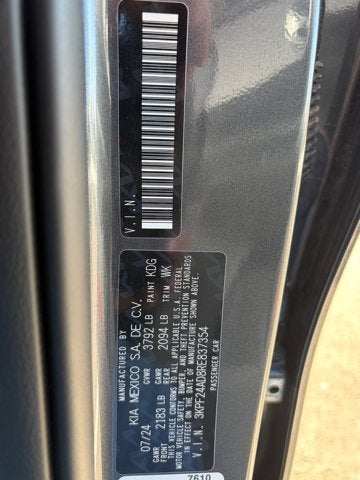 V.I.N.
KIA MEXICO S.A. DE C.V.
07/24 GVWR 3792 LB PAINT KDG
GAWR FRONT 2183 LB GAWR REAR 2094 LB TRIM WK
THIS VEHICLE CONFORMS TO ALL APPLICABLE U.S.A. FEDERAL
MOTOR VEHICLE SAFETY, BUMPER, AND THEFT PREVENTION STANDARDS
IN EFFECT ON THE DATE OF MANUFACTURE SHOWN ABOVE.
V.I.N. 3KPF24AD8RE837354
PASSENGER CAR
7610